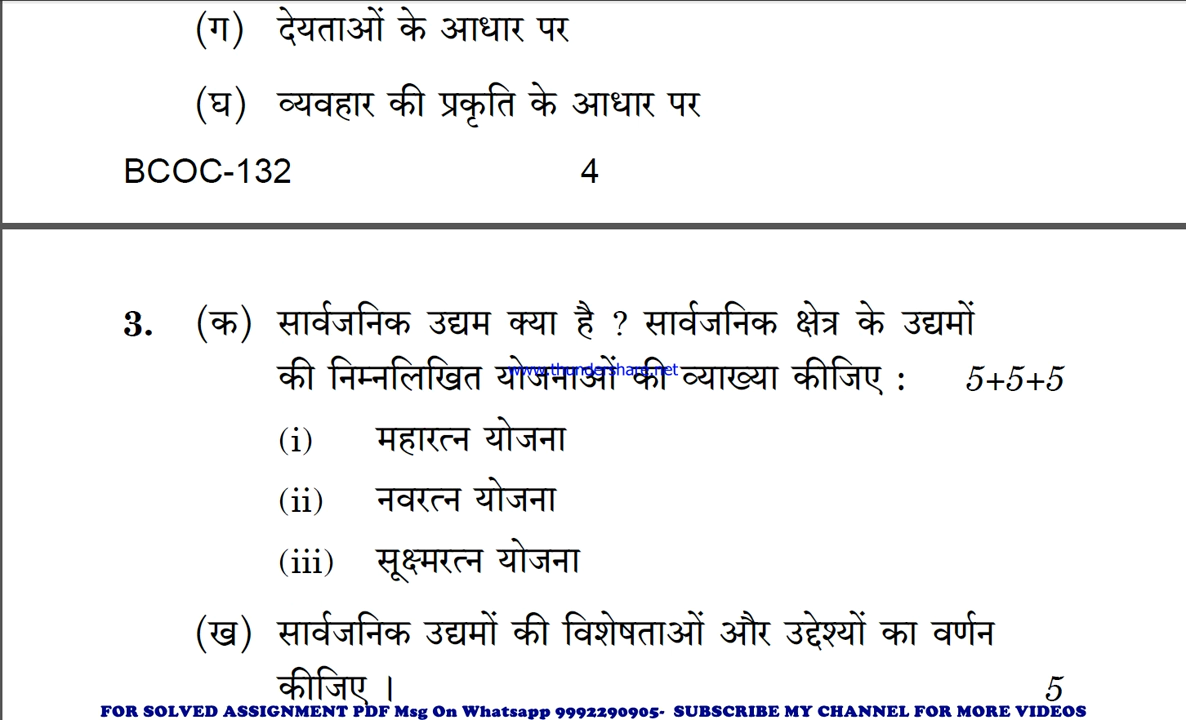 (ग) देयताओं के आधार पर
(घ) व्यवहार की प्रकृति के आधार पर
BCOC-132 4
3. (क) सार्वजनिक उद्यम क्या है ? सार्वजनिक क्षेत्र के उद्यमों
की निम्नलिखित योजनाओं की व्याख्या कीजिए : 5+5+5
www.thundershare.net
(i) महारत्न योजना
(ii) नवरत्न योजना
(iii) सूक्ष्मरत्न योजना
(ख) सार्वजनिक उद्यमों की विशेषताओं और उद्देश्यों का वर्णन
कीजिए । 5
FOR SOLVED ASSIGNMENT PDF Msg On Whatsapp 9992290905- SUBSCRIBE MY CHANNEL FOR MORE VIDEOS